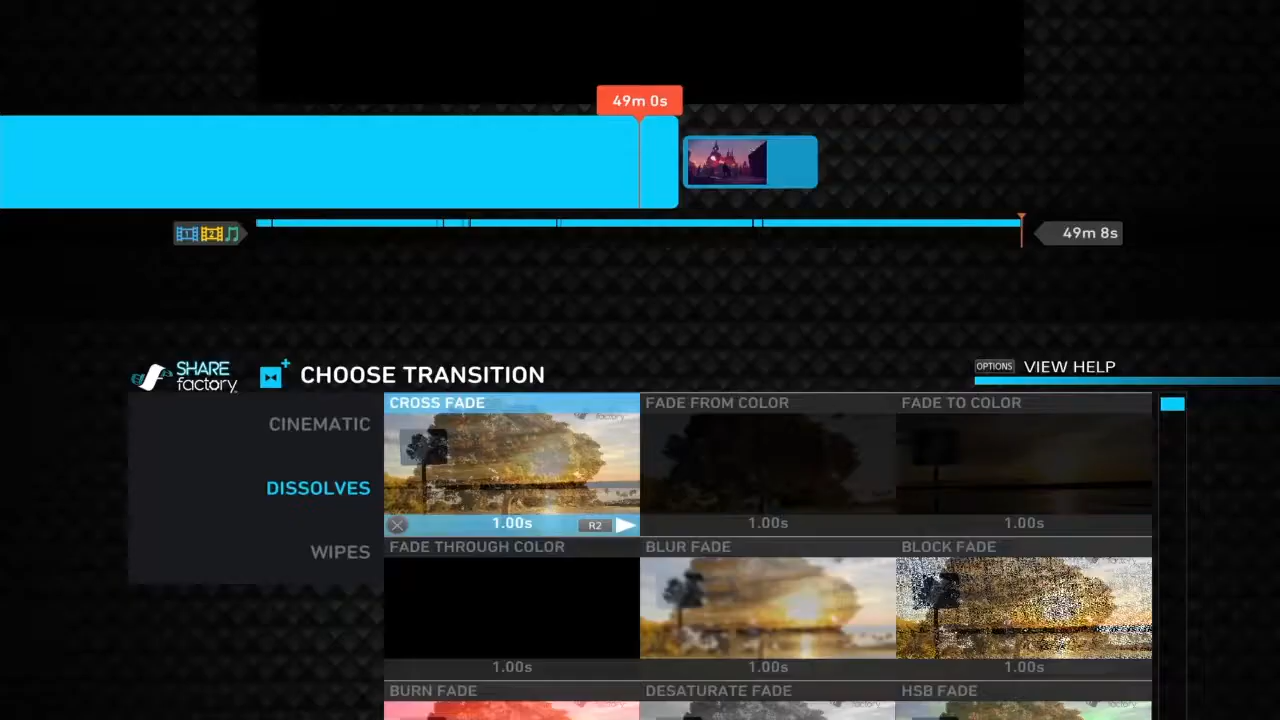 49m 0s
1 2
49m 8s
SHARE
factory
CHOOSE TRANSITION
OPTIONS VIEW HELP
CINEMATIC
DISSOLVES
WIPES
CROSS FADE
FADE FROM COLOR
FADE TO COLOR
1.00s
R2
1.00s
1.00s
FADE THROUGH COLOR
BLUR FADE
BLOCK FADE
1.00s
1.00s
1.00s
BURN FADE
DESATURATE FADE
HSB FADE